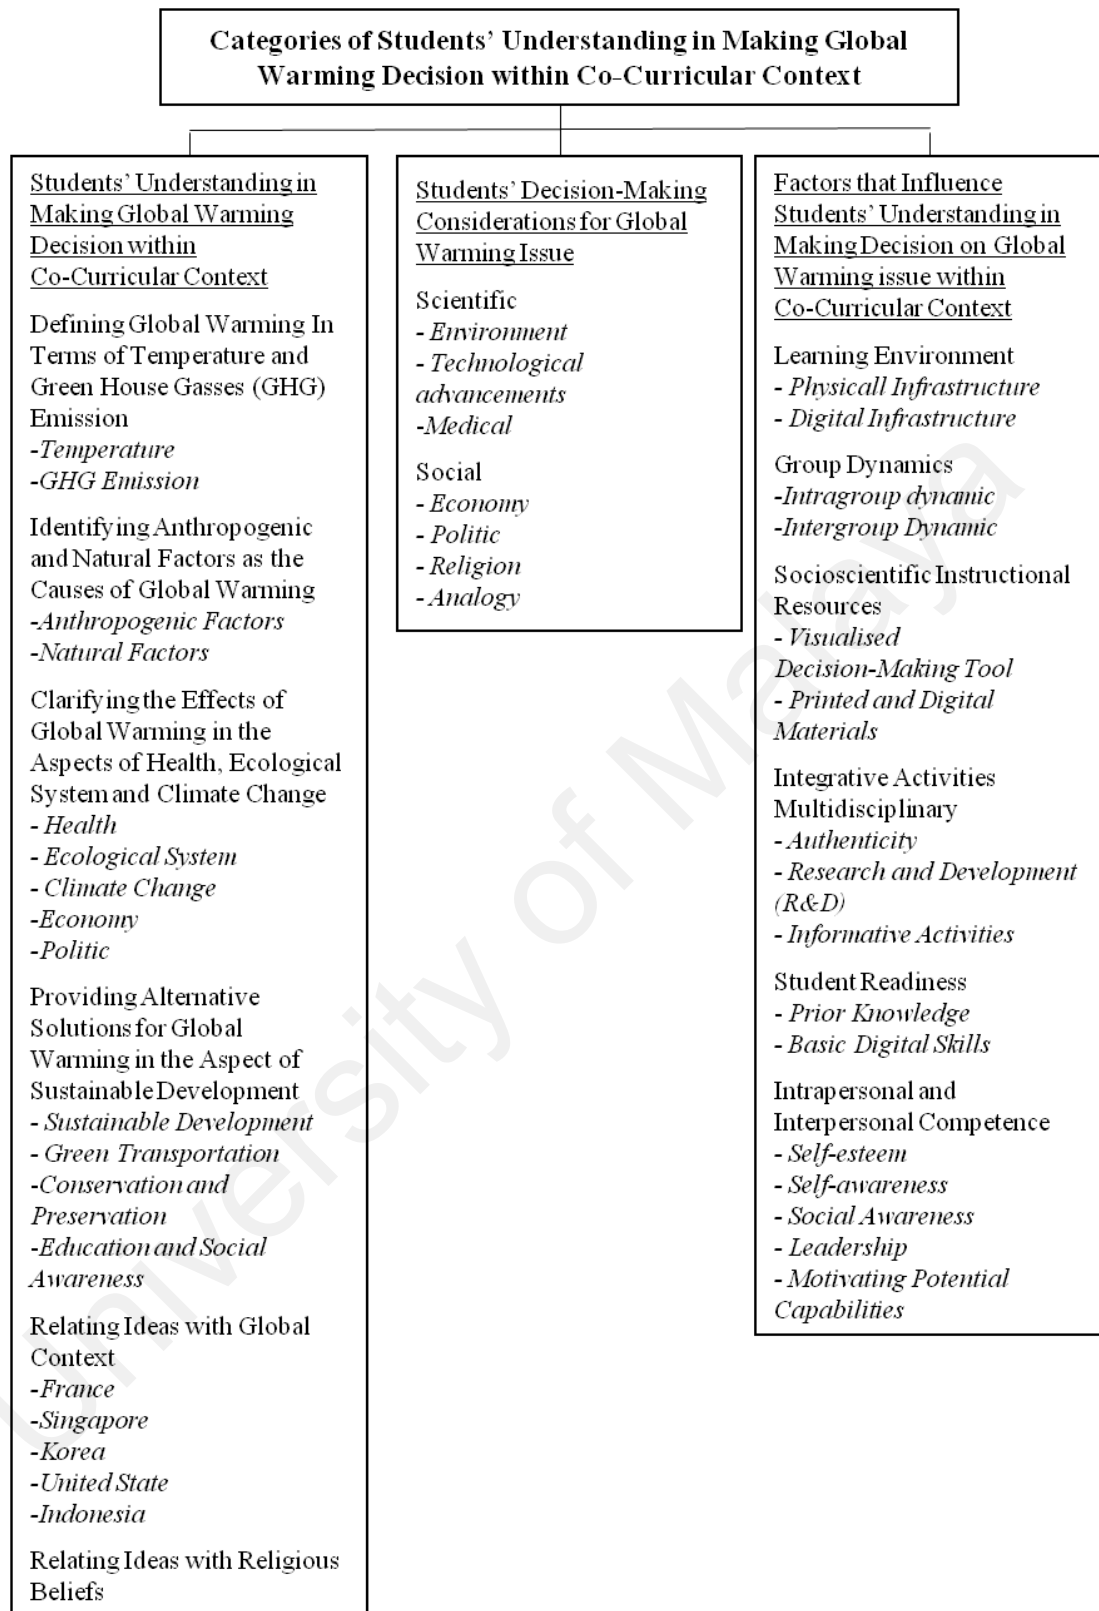 Categories of Students' Understanding in Making Global
Warming Decision within Co-Curricular Context
Students' Understanding in
Making Global Warming
Decision within
Co-Curricular Context
Defining Global Warming In
Terms of Temperature and
Green House Gasses (GHG)
Emission
-Temperature
-GHG Emission
Identifying Anthropogenic
and Natural Factors as the
Causes of Global Warming
-Anthropogenic Factors
-Natural Factors
Clarifying the Effects of
Global Warming in the
Aspects of Health, Ecological
System and Climate Change
- Health
- Ecological System
- Climate Change
-Economy
-Politic
Providing Alternative
Solutions for Global
Warming in the Aspect of
Sustainable Development
- Sustainable Development
- Green Transportation
-Conservation and
Preservation
-Education and Social
Awareness
Relating Ideas with Global
Context
-France
-Singapore
-Korea
-United State
-Indonesia
Relating Ideas with Religious
Beliefs
Students' Decision-Making
Considerations for Global
Warming Issue
Scientific
- Environment
- Technological
advancements
-Medical
Social
- Economy
- Politic
- Religion
- Analogy
Factors that Influence
Students' Understanding in
Making Decision on Global
Warming issue within
Co-Curricular Context
Learning Environment
- Physicall Infrastructure
- Digital Infrastructure
Group Dynamics
-Intragroup dynamic
-Intergroup Dynamic
Socioscientific Instructional
Resources
- Visualised
Decision-Making Tool
- Printed and Digital
Materials
Integrative Activities
Multidisciplinary
- Authenticity
- Research and Development
(R&D)
- Informative Activities
Student Readiness
- Prior Knowledge
- Basic Digital Skills
Intrapersonal and
Interpersonal Competence
- Self-esteem
- Self-awareness
- Social Awareness
- Leadership
- Motivating Potential
Capabilities
University of Malaya